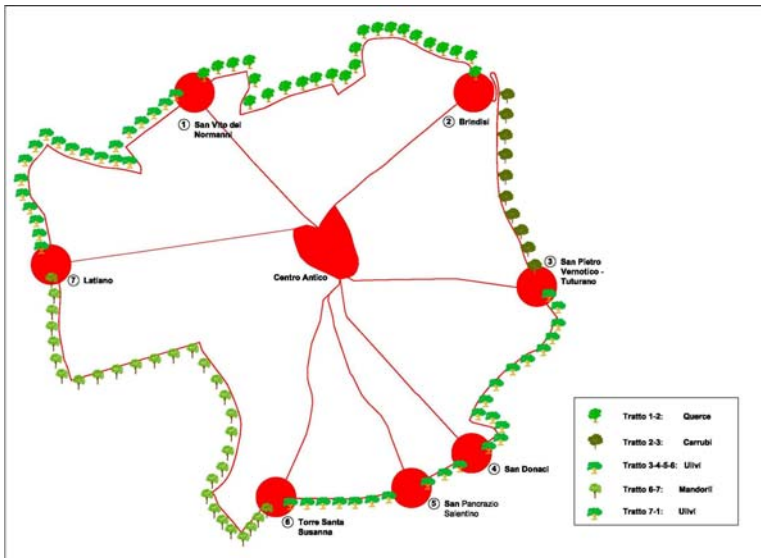 1 San Vito dei
Normanni
2 Brindisi
3 San Pietro
Vernotico -
Tuturano
Centro Antico
7 Latiano
4 San Donaci
5 San Pancrazio
Salentino
6 Torre Santa
Susanna
Tratto 1-2: Querce
Tratto 2-3: Carrubi
Tratto 3-4-5-6: Ulivi
Tratto 6-7: Mandorli
Tratto 7-1: Ulivi